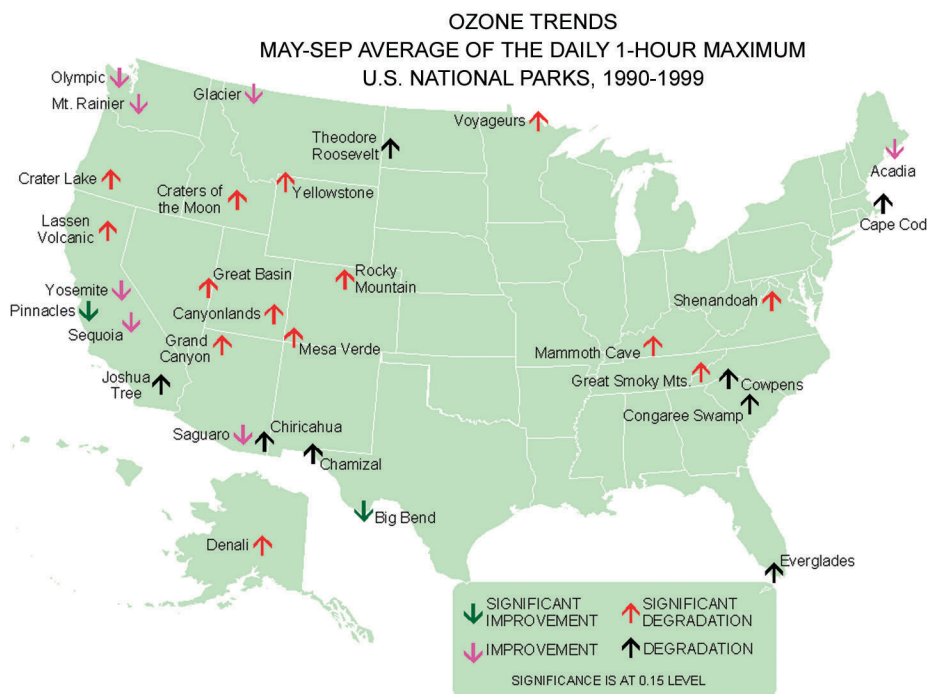 OZONE TRENDS
MAY-SEP AVERAGE OF THE DAILY 1-HOUR MAXIMUM
U.S. NATIONAL PARKS, 1990-1999
Olympic
Mt. Rainier
Glacier
Theodore
Roosevelt
Voyageurs
Acadia
Cape Cod
Crater Lake
Craters of
the Moon
Yellowstone
Lassen
Volcanic
Great Basin
Rocky
Mountain
Yosemite
Pinnacles
Sequoia
Canyonlands
Shenandoah
Grand
Canyon
Mesa Verde
Mammoth Cave
Joshua
Tree
Great Smoky Mts.
Cowpens
Congaree Swamp
Saguaro
Chiricahua
Chamizal
Big Bend
Denali
Everglades
SIGNIFICANT
IMPROVEMENT
SIGNIFICANT
DEGRADATION
IMPROVEMENT
DEGRADATION
SIGNIFICANCE IS AT 0.15 LEVEL